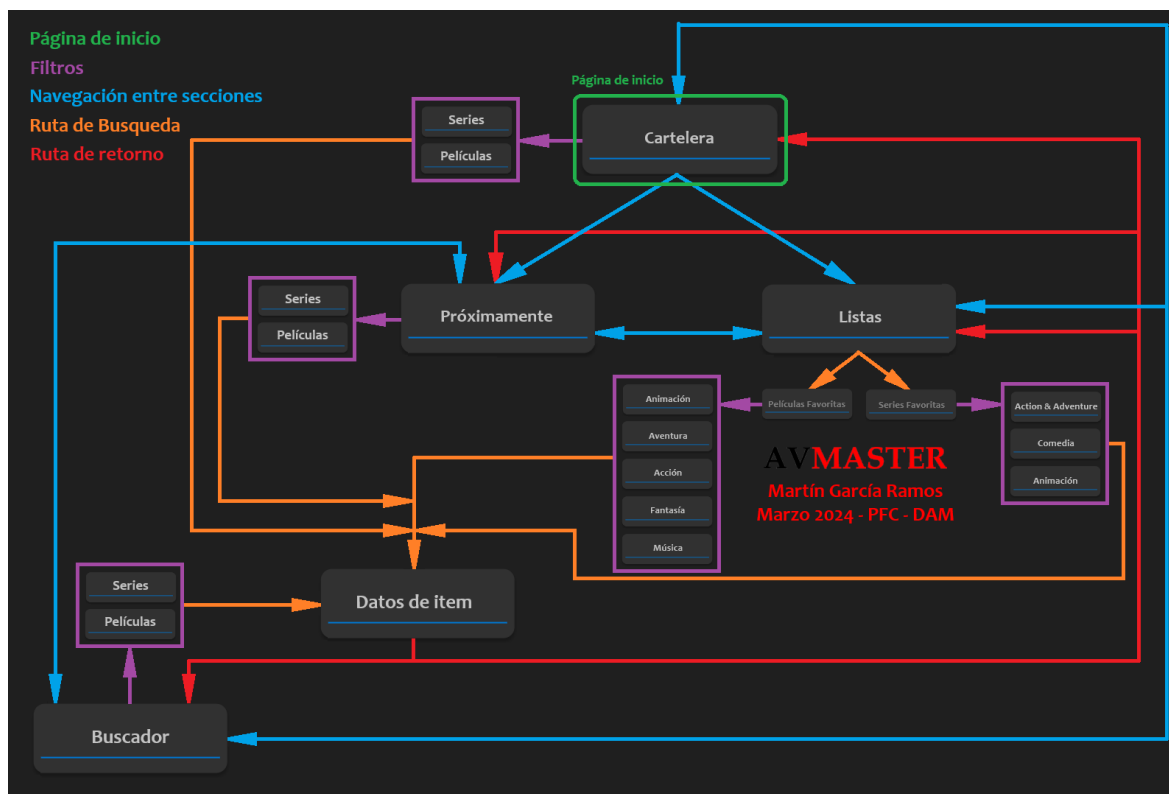 Página de inicio
Filtros
Navegación entre secciones
Ruta de Busqueda
Ruta de retorno
Página de inicio
Cartelera
Series
Películas
Próximamente
Series
Películas
Listas
Películas Favoritas
Series Favoritas
Animación
Aventura
Acción
Fantasía
Música
Action & Adventure
Comedia
Animación
AVMASTER
Martín García Ramos
Marzo 2024 - PFC - DAM
Datos de item
Series
Películas
Buscador